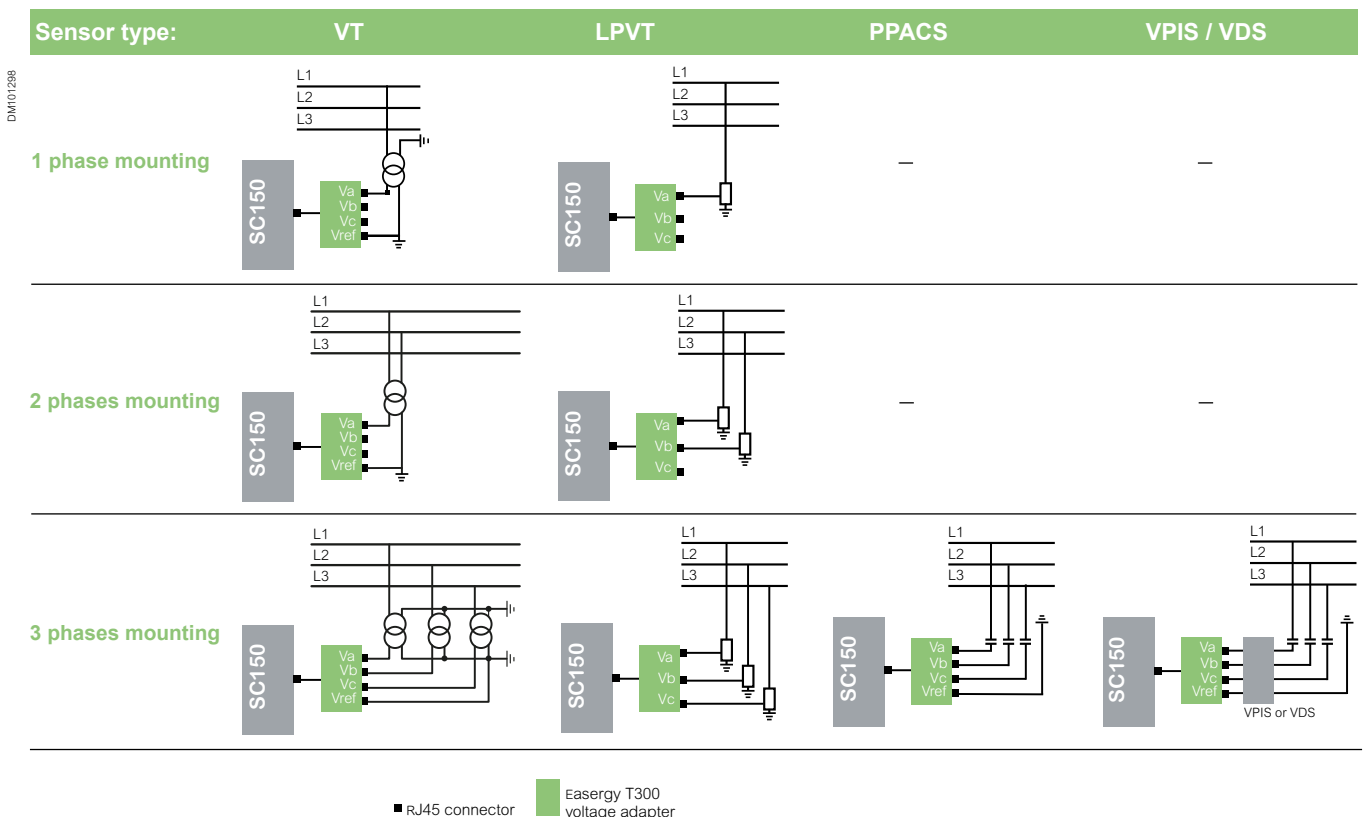 Sensor type: VT LPVT PPACS VPIS / VDS
DM101298
1 phase mounting
L1
L2
L3
SC150
Va
Vb
Vc
Vref
L1
L2
L3
SC150
Va
Vb
Vc
–
–
2 phases mounting
L1
L2
L3
SC150
Va
Vb
Vc
Vref
L1
L2
L3
SC150
Va
Vb
Vc
–
–
3 phases mounting
L1
L2
L3
SC150
Va
Vb
Vc
Vref
L1
L2
L3
SC150
Va
Vb
Vc
L1
L2
L3
SC150
Va
Vb
Vc
Vref
L1
L2
L3
SC150
Va
Vb
Vc
Vref
VPIS or VDS
RJ45 connector
Easergy T300
voltage adapter